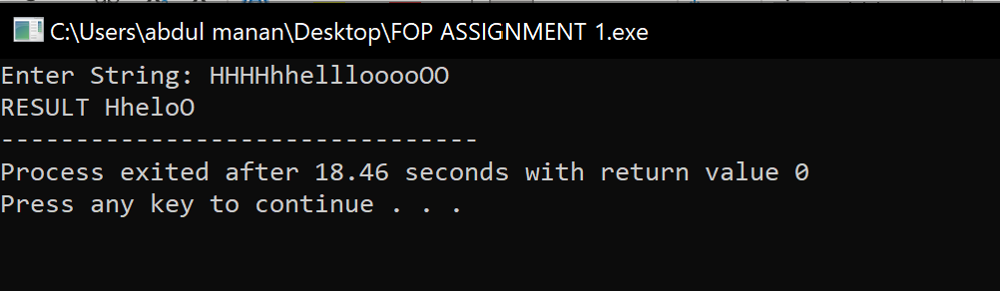 C:\Users\abdul manan\Desktop\FOP ASSIGNMENT 1.exe
Enter String: HHHHhhellloooooOO
RESULT HheloO
--------------------------------
Process exited after 18.46 seconds with return value 0
Press any key to continue . . .